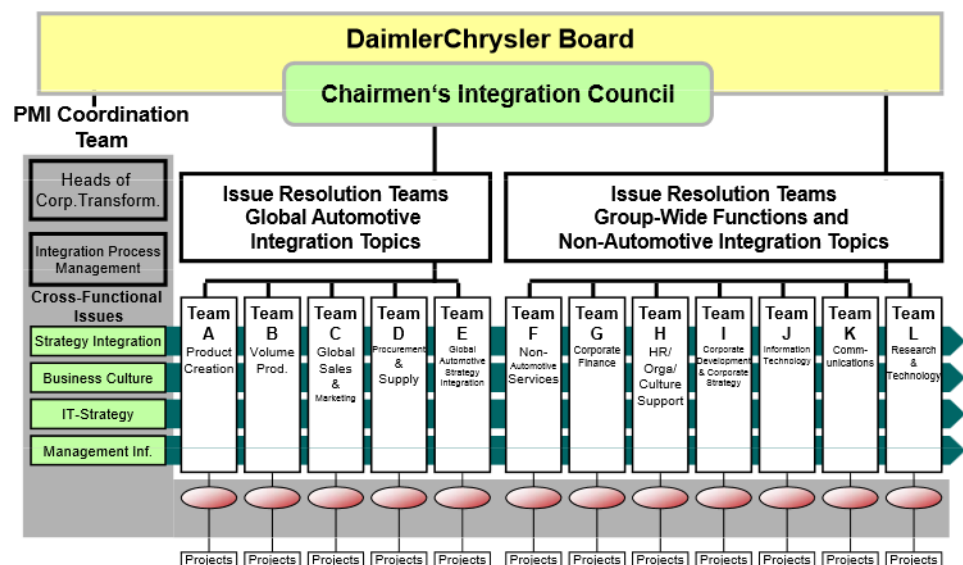 DaimlerChrysler Board
Chairmen's Integration Council
PMI Coordination
Team
Heads of
Corp.Transform.
Integration Process
Management
Cross-Functional
Issues
Strategy Integration
Business Culture
IT-Strategy
Management Inf.
Issue Resolution Teams
Global Automotive
Integration Topics
Issue Resolution Teams
Group-Wide Functions and
Non-Automotive Integration Topics
Team
A
Product
Creation
Team
B
Volume
Prod.
Team
C
Global
Sales
&
Marketing
Team
D
Procurement
&
Supply
Team
E
Global
Automotive
Strategy
Integration
Team
F
Non-
Automotive
Services
Team
G
Corporate
Finance
Team
H
HR/
Orga/
Culture
Support
Team
I
Corporate
Development
& Corporate
Strategy
Team
J
Information
Technology
Team
K
Comm-
unications
Team
L
Research
&
Technology
Projects
Projects
Projects
Projects
Projects
Projects
Projects
Projects
Projects
Projects
Projects
Projects